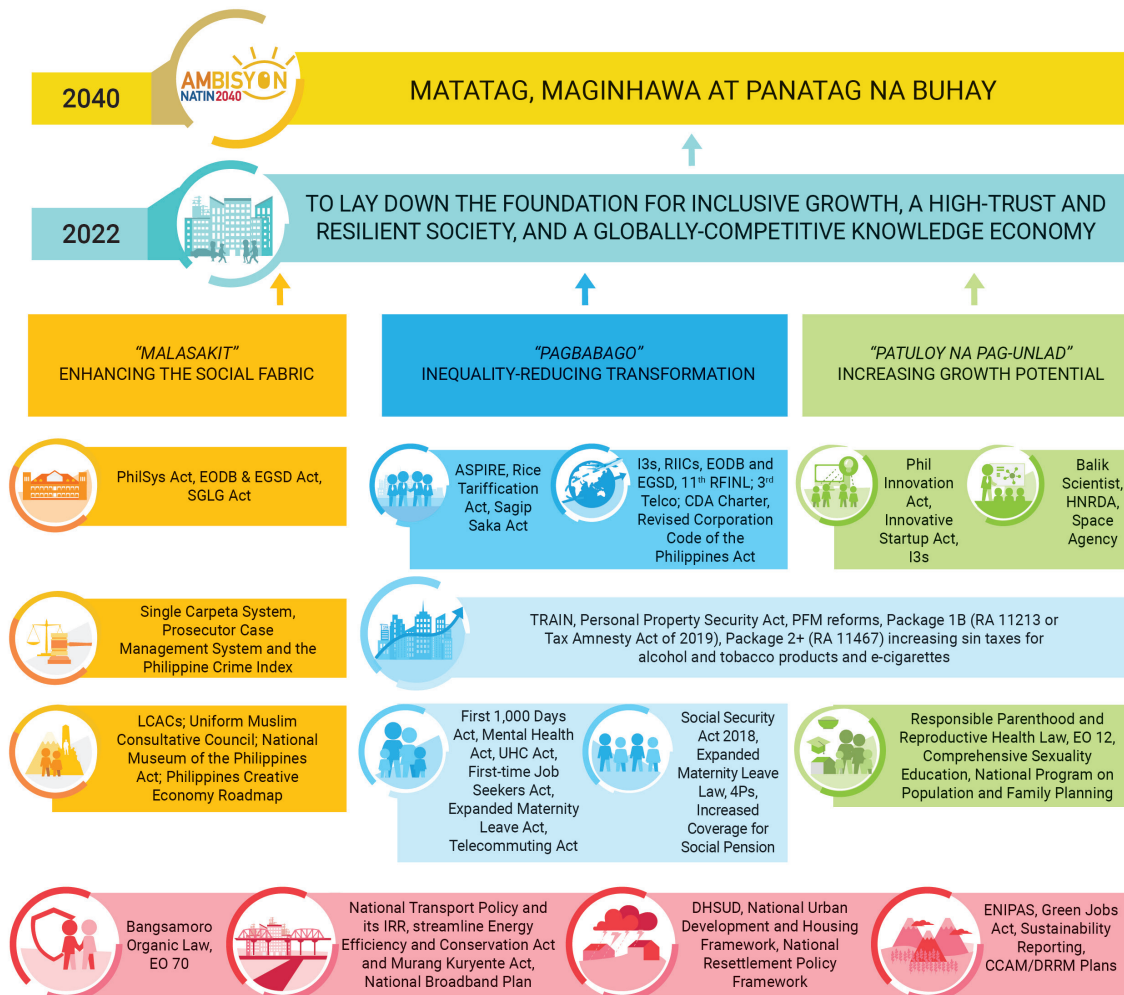 2040
AMBISYON
NATIN2040
MATATAG, MAGINHAWA AT PANATAG NA BUHAY
2022
TO LAY DOWN THE FOUNDATION FOR INCLUSIVE GROWTH, A HIGH-TRUST AND
RESILIENT SOCIETY, AND A GLOBALLY-COMPETITIVE KNOWLEDGE ECONOMY
"MALASAKIT"
ENHANCING THE SOCIAL FABRIC
"PAGBABAGO"
INEQUALITY-REDUCING TRANSFORMATION
"PATULOY NA PAG-UNLAD"
INCREASING GROWTH POTENTIAL
PhilSys Act, EODB & EGSD Act,
SGLG Act
ASPIRE, Rice
Tariffication
Act, Sagip
Saka Act
I3s, RIICs, EODB and
EGSD, 11th RFINL; 3rd
Telco; CDA Charter,
Revised Corporation
Code of the
Philippines Act
Phil
Innovation
Act,
Innovative
Startup Act,
I3s
Balik
Scientist,
HNRDA,
Space
Agency
Single Carpeta System,
Prosecutor Case
Management System and the
Philippine Crime Index
TRAIN, Personal Property Security Act, PFM reforms, Package 1B (RA 11213 or
Tax Amnesty Act of 2019), Package 2+ (RA 11467) increasing sin taxes for
alcohol and tobacco products and e-cigarettes
LCACs; Uniform Muslim
Consultative Council; National
Museum of the Philippines
Act; Philippines Creative
Economy Roadmap
First 1,000 Days
Act, Mental Health
Act, UHC Act,
First-time Job
Seekers Act,
Expanded Maternity
Leave Act,
Telecommuting Act
Social Security
Act 2018,
Expanded
Maternity Leave
Law, 4Ps,
Increased
Coverage for
Social Pension
Responsible Parenthood and
Reproductive Health Law, EO 12,
Comprehensive Sexuality
Education, National Program on
Population and Family Planning
Bangsamoro
Organic Law,
EO 70
National Transport Policy and
its IRR, streamline Energy
Efficiency and Conservation Act
and Murang Kuryente Act,
National Broadband Plan
DHSUD, National Urban
Development and Housing
Framework, National
Resettlement Policy
Framework
ENIPAS, Green Jobs
Act, Sustainability
Reporting,
CCAM/DRRM Plans